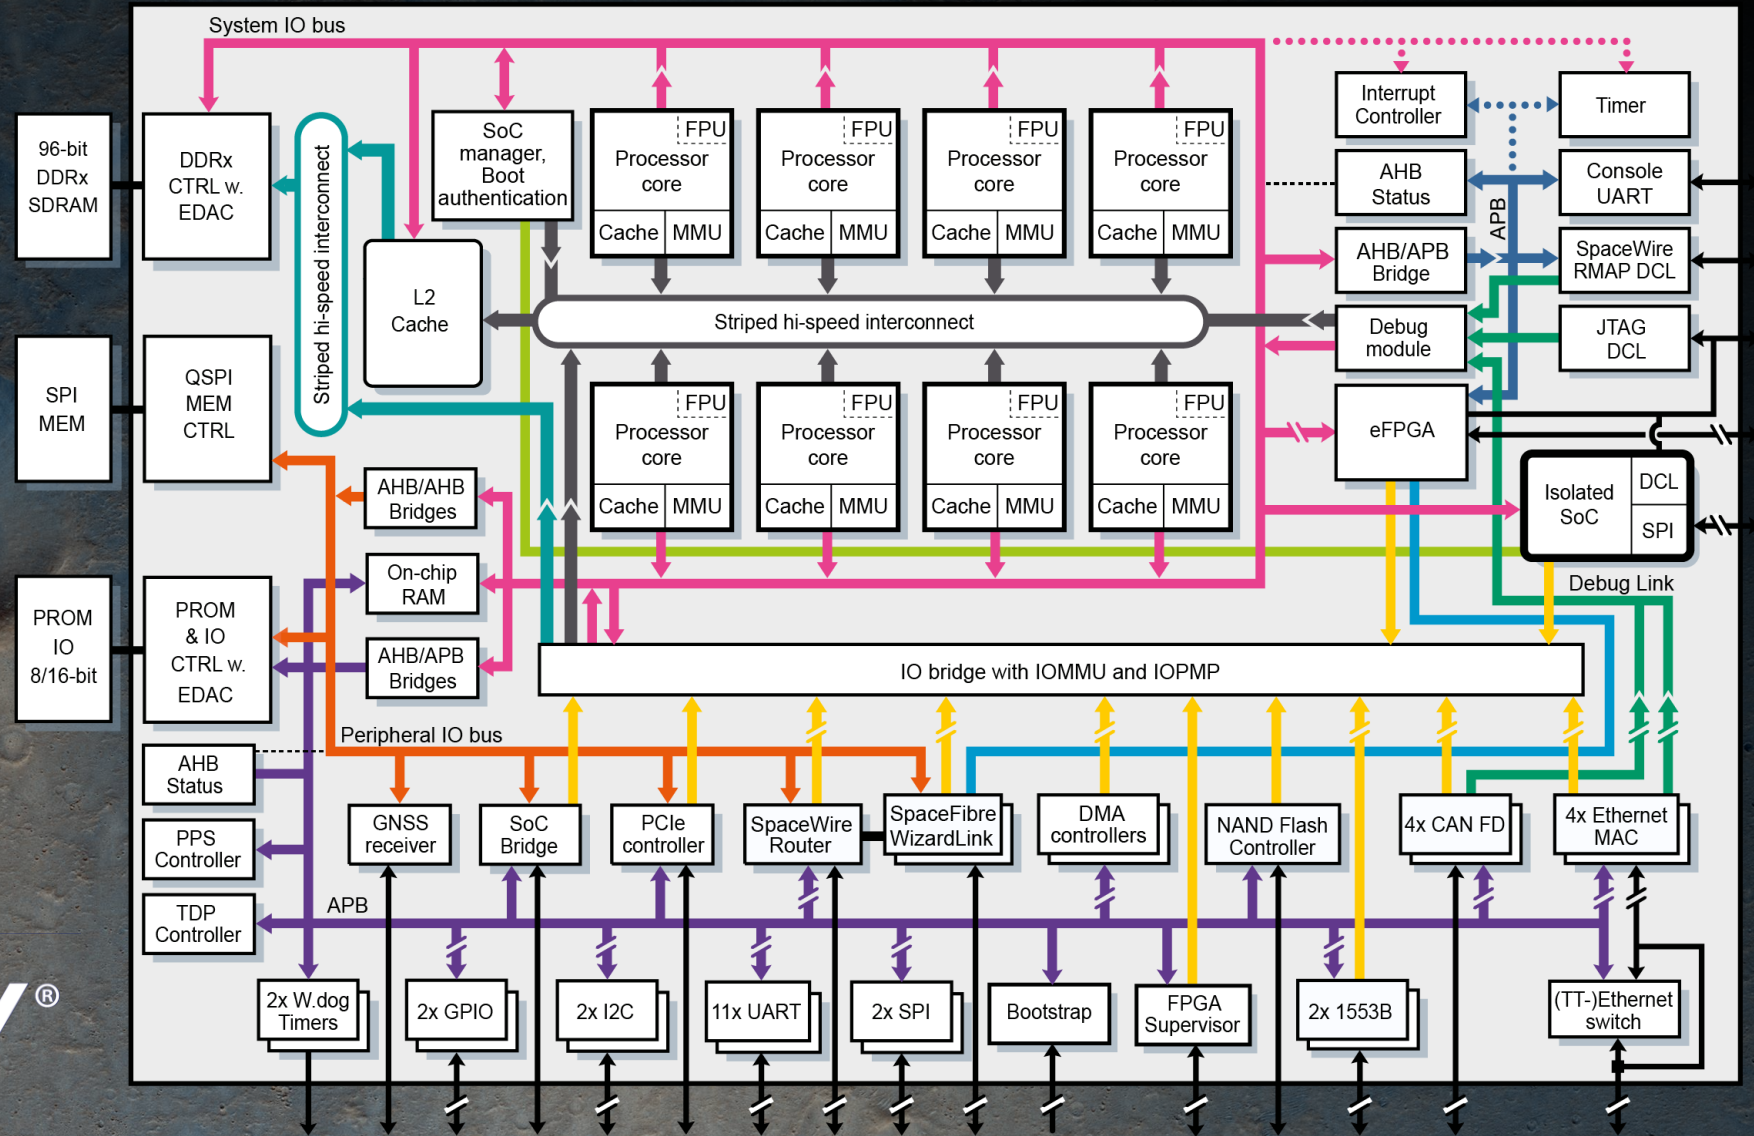 System IO bus
96-bit
DDRx
SDRAM
DDRx
CTRL w.
EDAC
Striped hi-speed interconnect
L2
Cache
SoC
manager,
Boot
authentication
FPU
Processor
core
Cache
MMU
FPU
Processor
core
Cache
MMU
FPU
Processor
core
Cache
MMU
FPU
Processor
core
Cache
MMU
Interrupt
Controller
Timer
AHB
Status
Console
UART
APB
AHB/APB
Bridge
SpaceWire
RMAP DCL
Striped hi-speed interconnect
Debug
module
JTAG
DCL
SPI
MEM
QSPI
MEM
CTRL
FPU
Processor
core
Cache
MMU
FPU
Processor
core
Cache
MMU
FPU
Processor
core
Cache
MMU
FPU
Processor
core
Cache
MMU
eFPGA
Isolated
SoC
DCL
SPI
AHB/AHB
Bridges
On-chip
RAM
AHB/APB
Bridges
Debug Link
PROM
IO
8/16-bit
PROM
& IO
CTRL w.
EDAC
IO bridge with IOMMU and IOPMP
Peripheral IO bus
AHB
Status
PPS
Controller
TDP
Controller
GNSS
receiver
SoC
Bridge
PCIe
controller
SpaceWire
Router
SpaceFibre
WizardLink
DMA
controllers
NAND Flash
Controller
4x CAN FD
4x Ethernet
MAC
APB
2x W.dog
Timers
2x GPIO
2x I2C
11x UART
2x SPI
Bootstrap
FPGA
Supervisor
2x 1553B
(TT-)Ethernet
switch
®